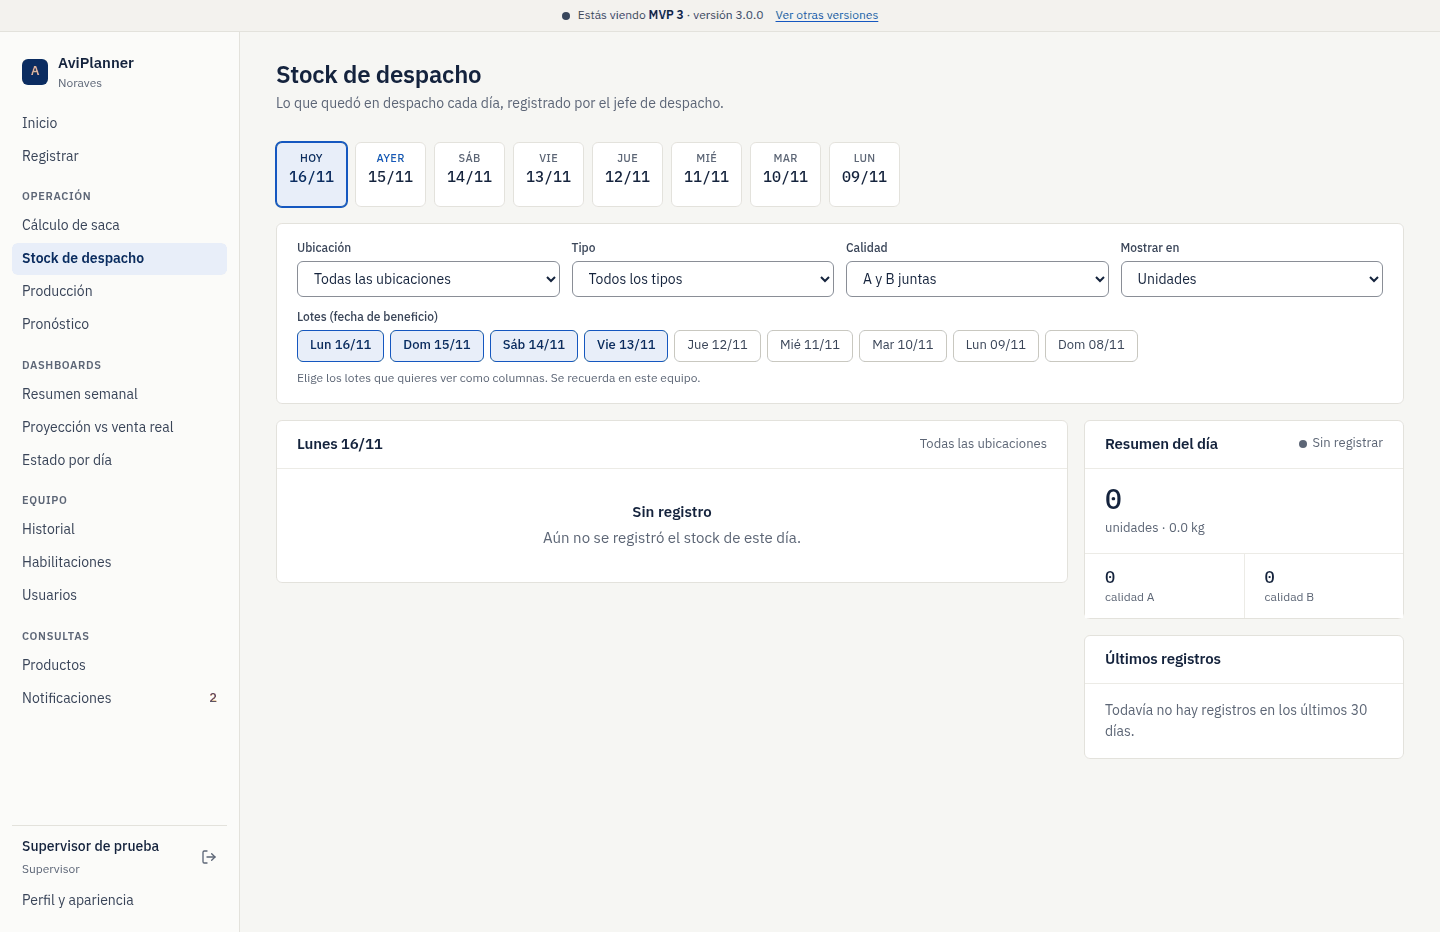 Estás viendo MVP 3 · versión 3.0.0 Ver otras versiones
A
AviPlanner
Noraves
Inicio
Registrar
OPERACIÓN
Cálculo de saca
Stock de despacho
Producción
Pronóstico
DASHBOARDS
Resumen semanal
Proyección vs venta real
Estado por día
EQUIPO
Historial
Habilitaciones
Usuarios
CONSULTAS
Productos
Notificaciones 2
Supervisor de prueba
Supervisor
Perfil y apariencia
Stock de despacho
Lo que quedó en despacho cada día, registrado por el jefe de despacho.
HOY AYER SÁB VIE JUE MIÉ MAR LUN
16/11 15/11 14/11 13/11 12/11 11/11 10/11 09/11
Ubicación Tipo Calidad Mostrar en
Todas las ubicaciones Todos los tipos A y B juntas Unidades
Lotes (fecha de beneficio)
Lun 16/11 Dom 15/11 Sáb 14/11 Vie 13/11 Jue 12/11 Mié 11/11 Mar 10/11 Lun 09/11 Dom 08/11
Elige los lotes que quieres ver como columnas. Se recuerda en este equipo.
Lunes 16/11 Todas las ubicaciones
Sin registro
Aún no se registró el stock de este día.
Resumen del día Sin registrar
0
unidades · 0.0 kg
0 0
calidad A calidad B
Últimos registros
Todavía no hay registros en los últimos 30
días.